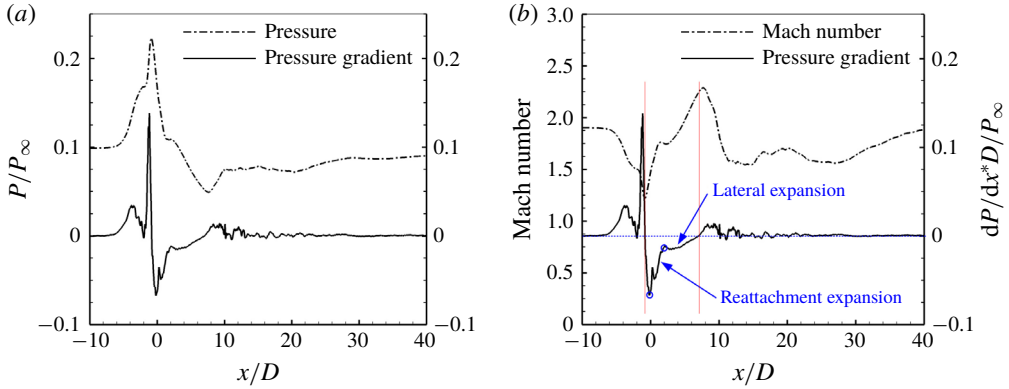 (a)
Pressure
Pressure gradient
P/P∞
0.2
0.1
0
−0.1
0.2
0.1
0
−0.1
−10 0 10 20 30 40
x/D
(b)
Mach number
Pressure gradient
Mach number
3.0
2.5
2.0
1.5
1.0
0.5
0
Lateral expansion
Reattachment expansion
0.2
0.1
0
−0.1
dP/dx*D/P∞
−10 0 10 20 30 40
x/D